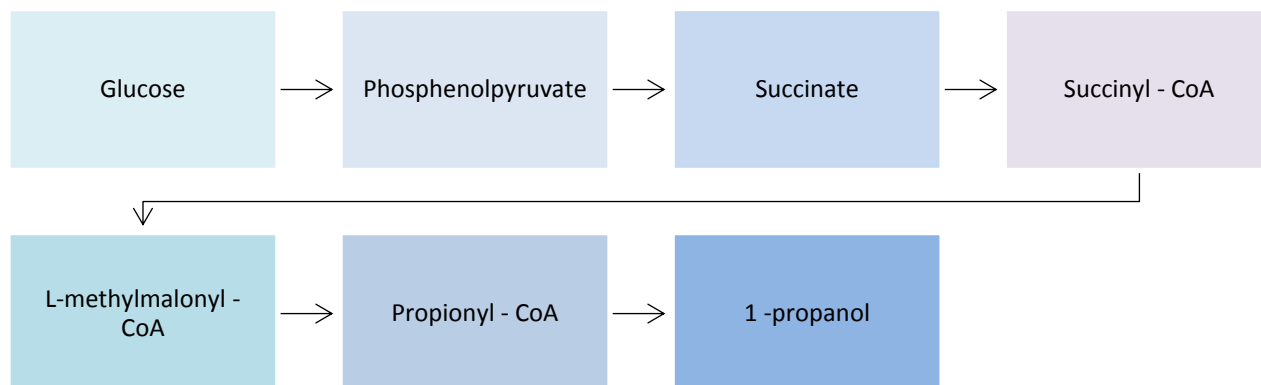 Glucose
Phosphenolpyruvate
Succinate
Succinyl - CoA
L-methylmalonyl -
CoA
Propionyl - CoA
1 -propanol